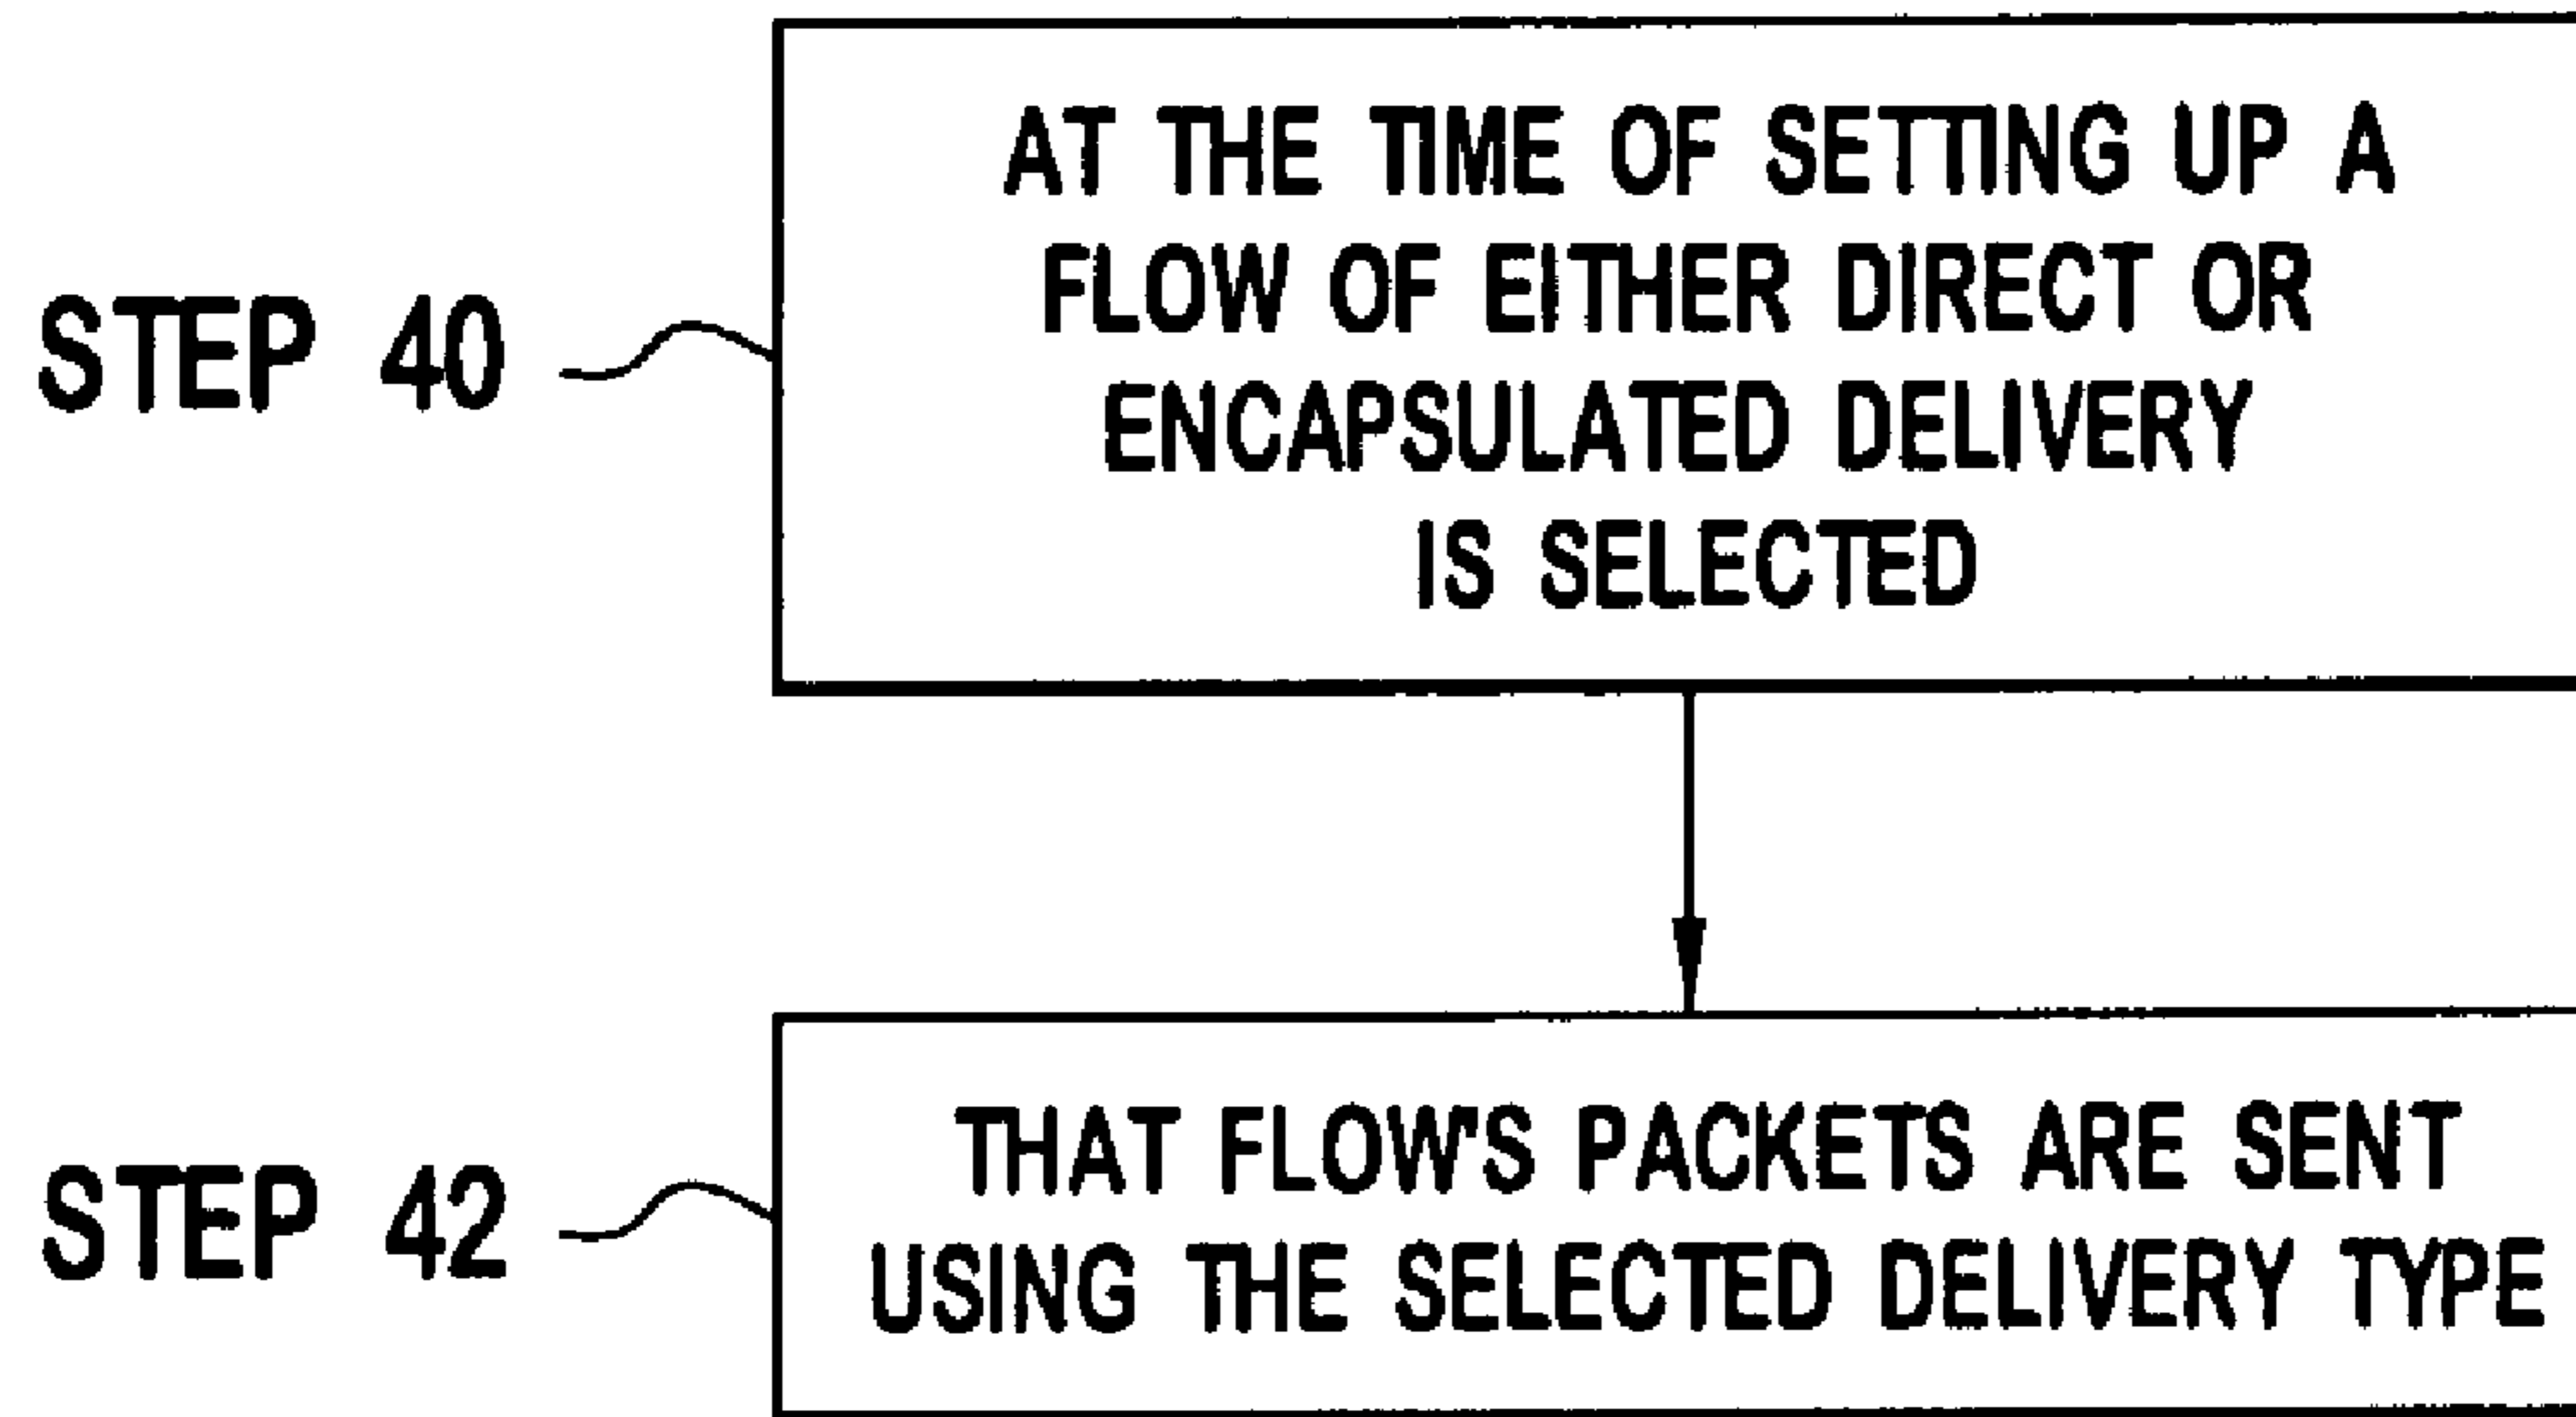 AT THE TIME OF SETTING UP A
FLOW OF EITHER DIRECT OR
STEP 40
ENCAPSULATED DELIVERY
IS SELECTED
THAT FLOW'S PACKETS ARE SENT
STEP 42
USING THE SELECTED DELIVERY TYPE